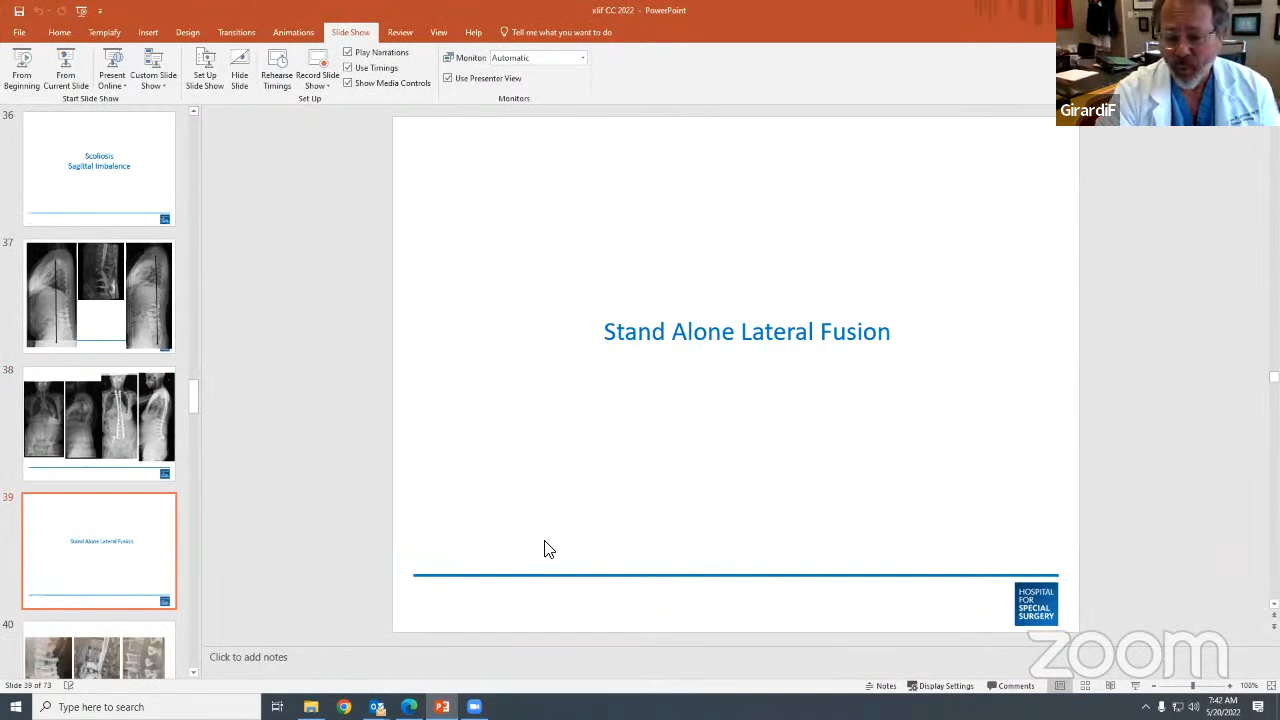 xlif CC 2022 - PowerPoint
File Home Templafy Insert Design Transitions Animations Slide Show Review View Help Tell me what you want to do
From Beginning
From Current Slide
Present Online
Custom Slide Show
Start Slide Show
Set Up Slide Show
Hide Slide
Rehearse Timings
Record Slide Show
Play Narrations
Use Timings
Show Media Controls
Set Up
Monitor: Automatic
Use Presenter View
Monitors
GirardiF
36
Scoliosis
Sagittal Imbalance
37
38
39
Stand Alone Lateral Fusion
40
Stand Alone Lateral Fusion
HOSPITAL
FOR
SPECIAL
SURGERY
zoom
Click to add notes
Slide 39 of 73
Notes Display Settings Comments 108%
Type here to search
7:42 AM
5/20/2022